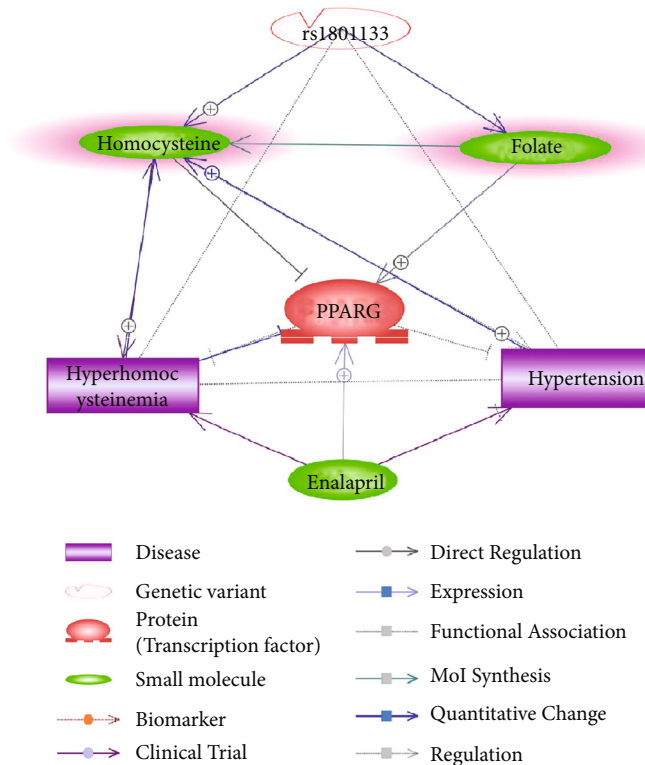 rs1801133
Homocysteine
Folate
PPARG
Hyperhomoc
ysteinemia
Hypertension
Enalapril
Disease
Genetic variant
Protein
(Transcription factor)
Small molecule
Biomarker
Clinical Trial
Direct Regulation
Expression
Functional Association
MoI Synthesis
Quantitative Change
Regulation